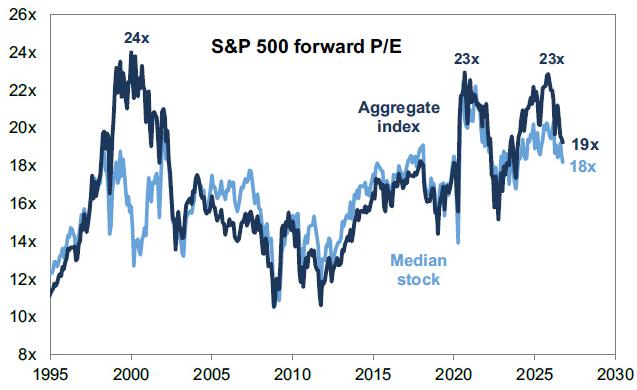 S&P 500 forward P/E
26x
24x
22x
20x
18x
16x
14x
12x
10x
8x
24x
23x
23x
Aggregate
index
19x
18x
Median
stock
1995
2000
2005
2010
2015
2020
2025
2030